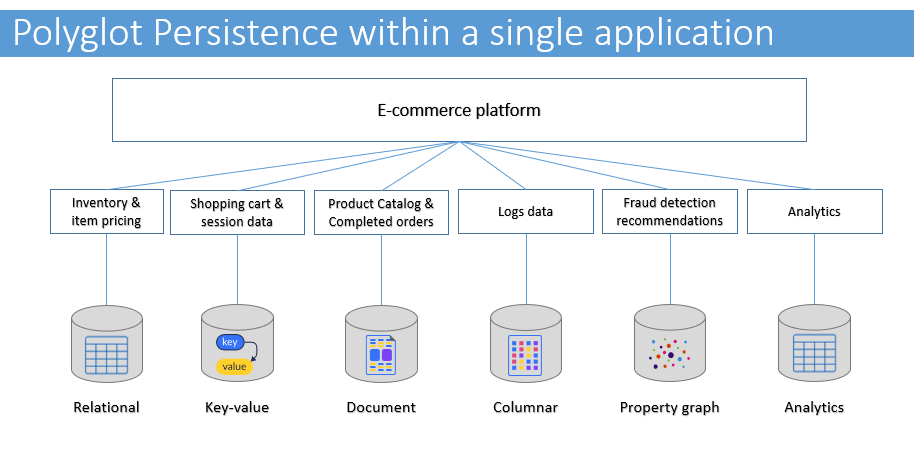 Polyglot Persistence within a single application
E-commerce platform
Inventory &
item pricing
Shopping cart &
session data
Product Catalog &
Completed orders
Logs data
Fraud detection
recommendations
Analytics
key
value
Relational
Key-value
Document
Columnar
Property graph
Analytics